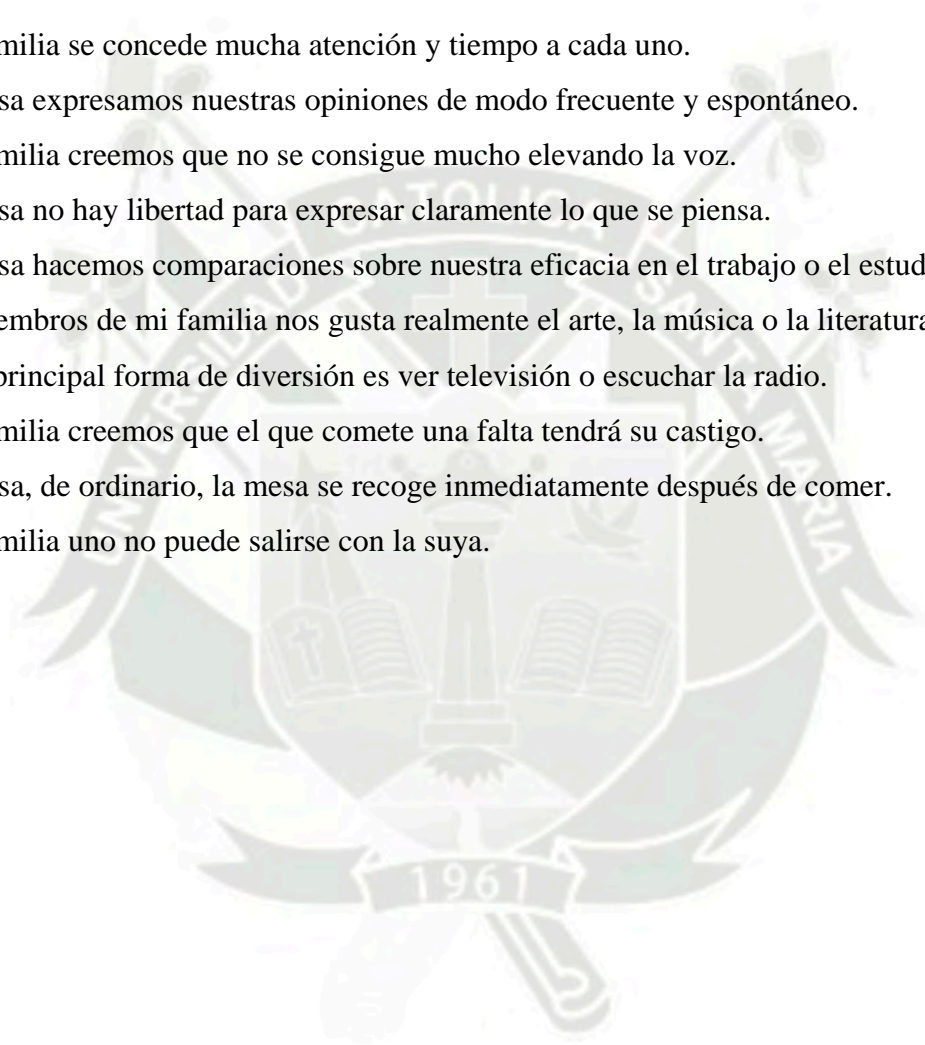 milia se concede mucha atención y tiempo a cada uno.
sa expresamos nuestras opiniones de modo frecuente y espontáneo.
milia creemos que no se consigue mucho elevando la voz.
sa no hay libertad para expresar claramente lo que se piensa.
sa hacemos comparaciones sobre nuestra eficacia en el trabajo o el estud
embros de mi familia nos gusta realmente el arte, la música o la literatura
principal forma de diversión es ver televisión o escuchar la radio.
milia creemos que el que comete una falta tendrá su castigo.
sa, de ordinario, la mesa se recoge inmediatamente después de comer.
milia uno no puede salirse con la suya.
UNIVERSIDAD CATOLICA SANTA MARIA
1961